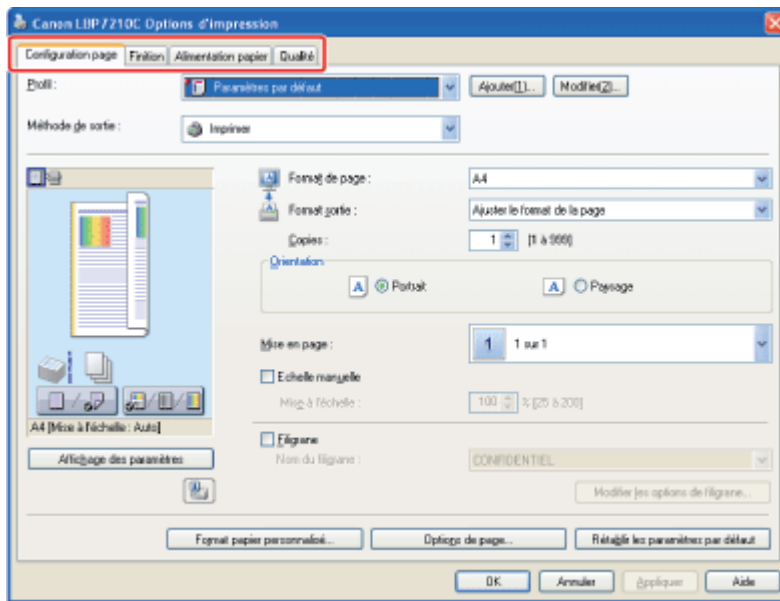 Canon LBP7210C Options d'impression
Configuration page Finition Alimentation papier Qualité
Profil : Paramètres par défaut Ajouter(1)... Modifier(2)...
Méthode de sortie : Imprimer
Format de page : A4
Format sortie : Ajuster le format de la page
Copies : 1 [1 à 999]
Orientation
A Portrait A Paysage
Mise en page : 1 1 sur 1
Echelle manuelle
Mise à l'échelle : 100 % [25 à 200]
A4 [Mise à l'échelle : Auto]
Affichage des paramètres
Filigrane
Nom du filigrane : CONFIDENTIEL
Modifier les options de filigrane...
Format papier personnalisé... Options de page... Rétablir les paramètres par défaut
OK Annuler Appliquer Aide